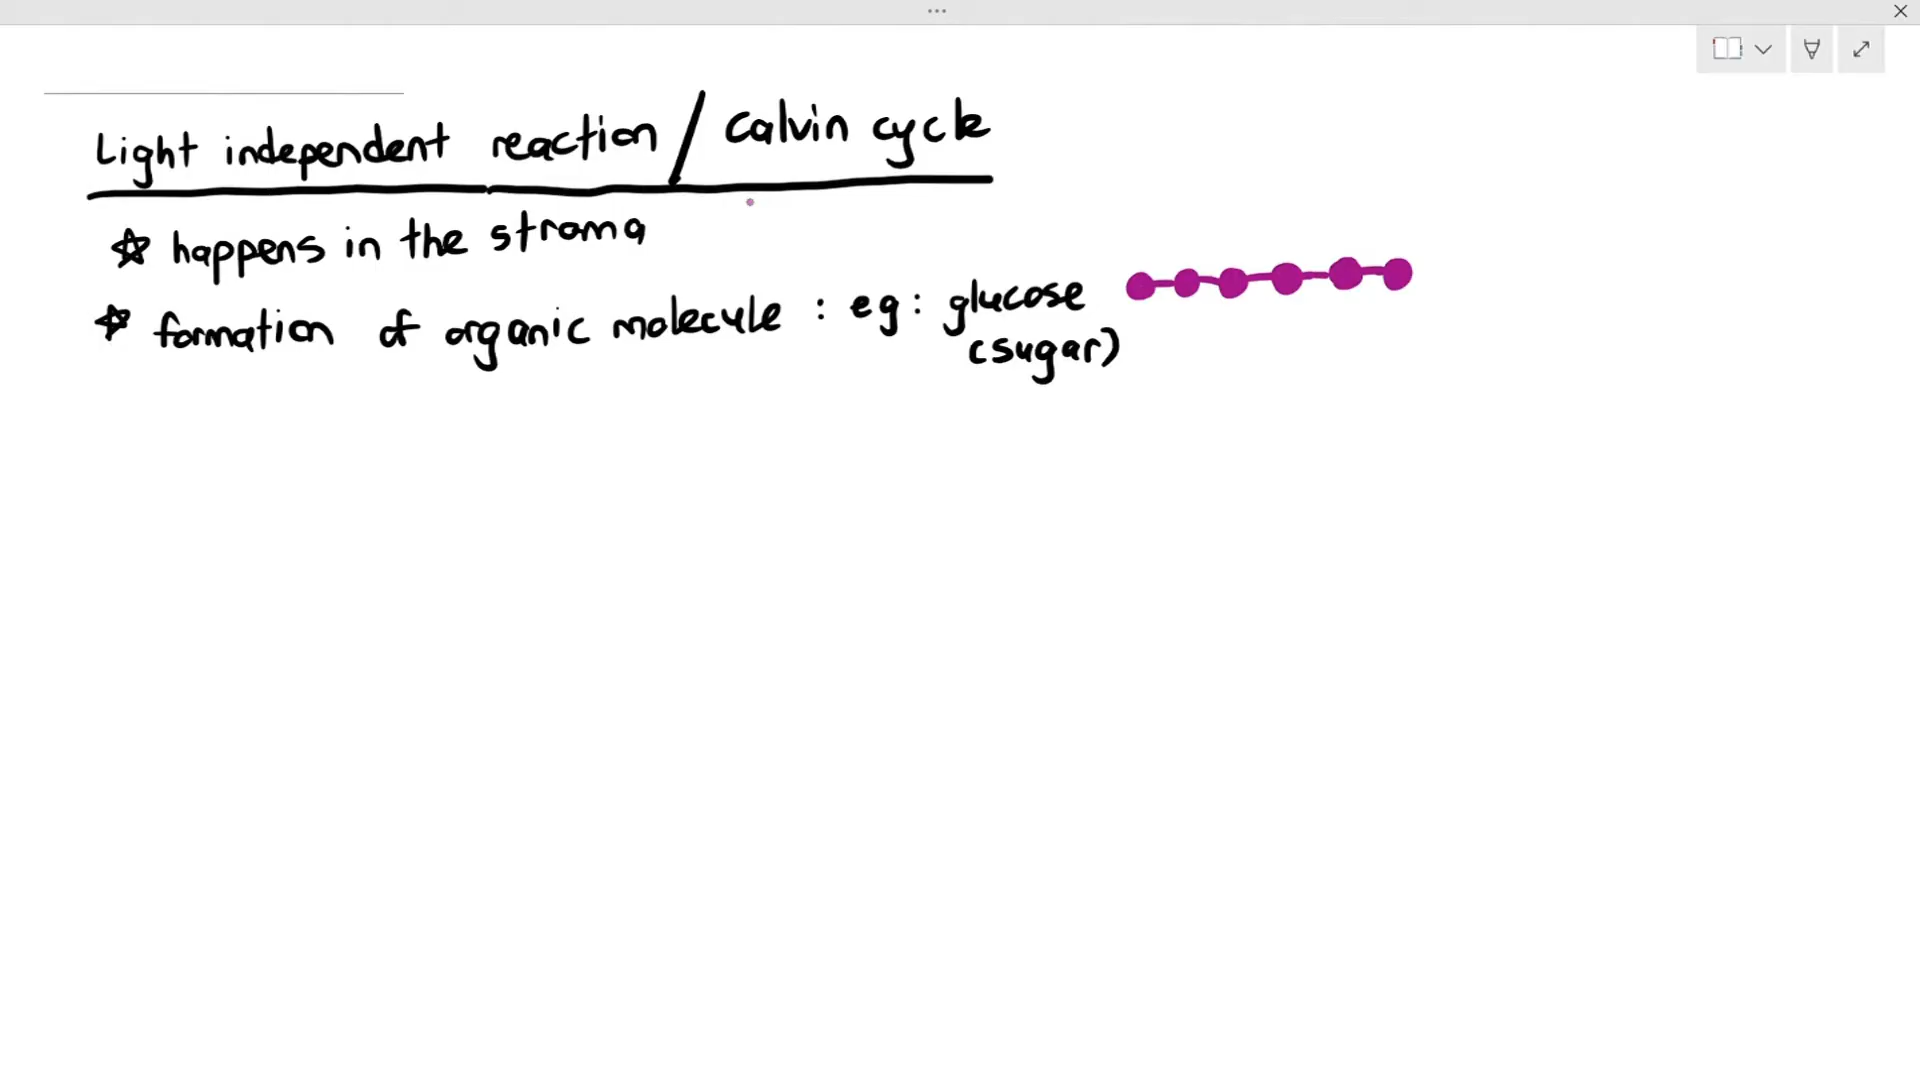 Light independent reaction / Calvin cycle
☆ happens in the stroma
☆ formation of organic molecule : eg : glucose
(sugar)